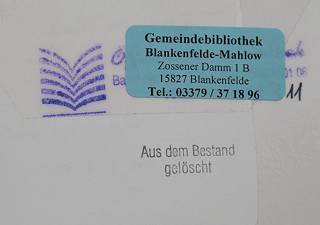 Gemeindebibliothek
Blankenfelde-Mahlow
Zossener Damm 1 B
15827 Blankenfelde
Tel.: 03379 / 37 18 96
11
Aus dem Bestand
gelöscht